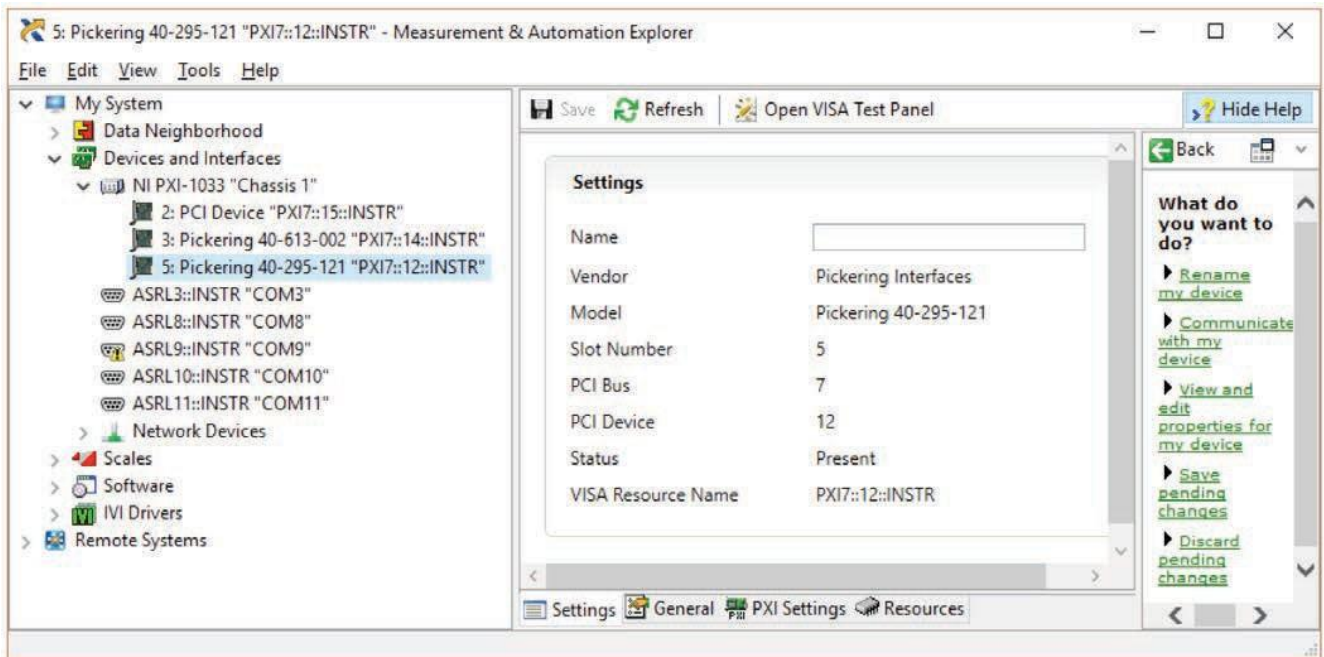 5: Pickering 40-295-121 "PXI7::12::INSTR" - Measurement & Automation Explorer
File Edit View Tools Help
My System
Data Neighborhood
Devices and Interfaces
NI PXI-1033 "Chassis 1"
2: PCI Device "PXI7::15::INSTR"
3: Pickering 40-613-002 "PXI7::14::INSTR"
5: Pickering 40-295-121 "PXI7::12::INSTR"
ASRL3::INSTR "COM3"
ASRL8::INSTR "COM8"
ASRL9::INSTR "COM9"
ASRL10::INSTR "COM10"
ASRL11::INSTR "COM11"
Network Devices
Scales
Software
IVI Drivers
Remote Systems
Save Refresh Open VISA Test Panel Hide Help
Settings
Name
Vendor Pickering Interfaces
Model Pickering 40-295-121
Slot Number 5
PCI Bus 7
PCI Device 12
Status Present
VISA Resource Name PXI7::12::INSTR
Settings General PXI Settings Resources
Back
What do
you want to
do?
Rename
my device
Communicate
with my
device
View and
edit
properties for
my device
Save
pending
changes
Discard
pending
changes